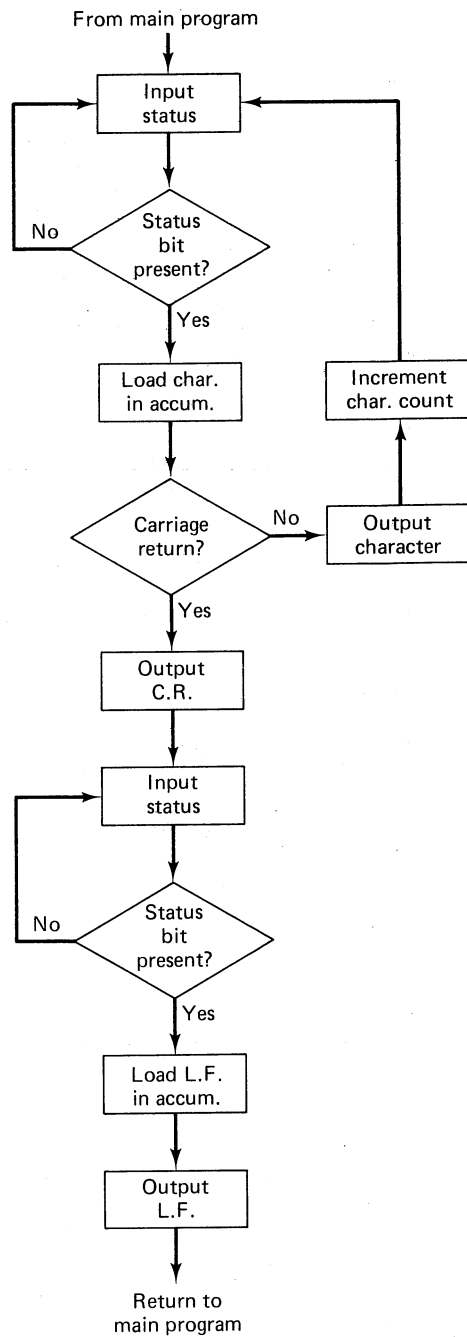 From main program
Input
status
No
Status
bit
present?
Yes
Load char.
in accum.
Increment
char. count
Carriage
return?
No
Output
character
Yes
Output
C.R.
Input
status
No
Status
bit
present?
Yes
Load L.F.
in accum.
Output
L.F.
Return to
main program